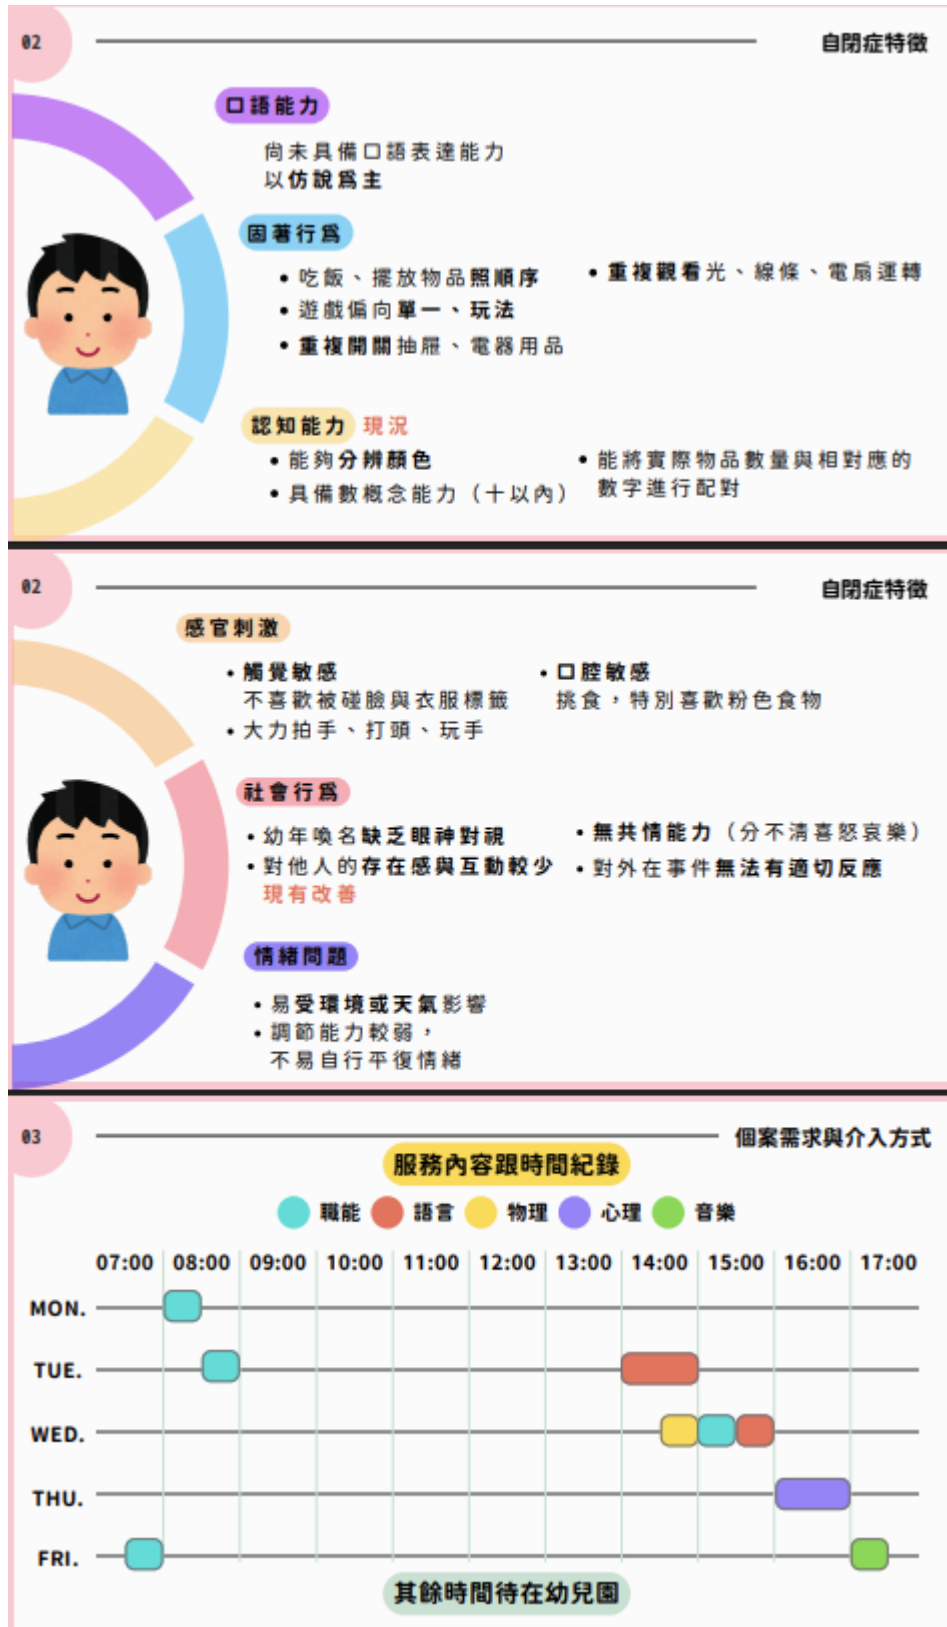 02
自閉症特徵
口語能力
尚未具備口語表達能力
以仿說為主
固著行為
• 吃飯、擺放物品照順序
• 遊戲偏向單一、玩法
• 重複開關抽屜、電器用品
• 重複觀看光、線條、電扇運轉
認知能力 現況
• 能夠分辨顏色
• 具備數概念能力（十以內）
• 能將實際物品數量與相對應的
數字進行配對
02
自閉症特徵
感官刺激
• 觸覺敏感
不喜歡被碰臉與衣服標籤
• 大力拍手、打頭、玩手
• 口腔敏感
挑食，特別喜歡粉色食物
社會行為
• 幼年喚名缺乏眼神對視
• 對他人的存在感與互動較少
現有改善
• 無共情能力（分不清喜怒哀樂）
• 對外在事件無法有適切反應
情緒問題
• 易受環境或天氣影響
• 調節能力較弱，
不易自行平復情緒
03
個案需求與介入方式
服務內容跟時間紀錄
職能 語言 物理 心理 音樂
07:00 08:00 09:00 10:00 11:00 12:00 13:00 14:00 15:00 16:00 17:00
MON.
TUE.
WED.
THU.
FRI.
其餘時間待在幼兒園